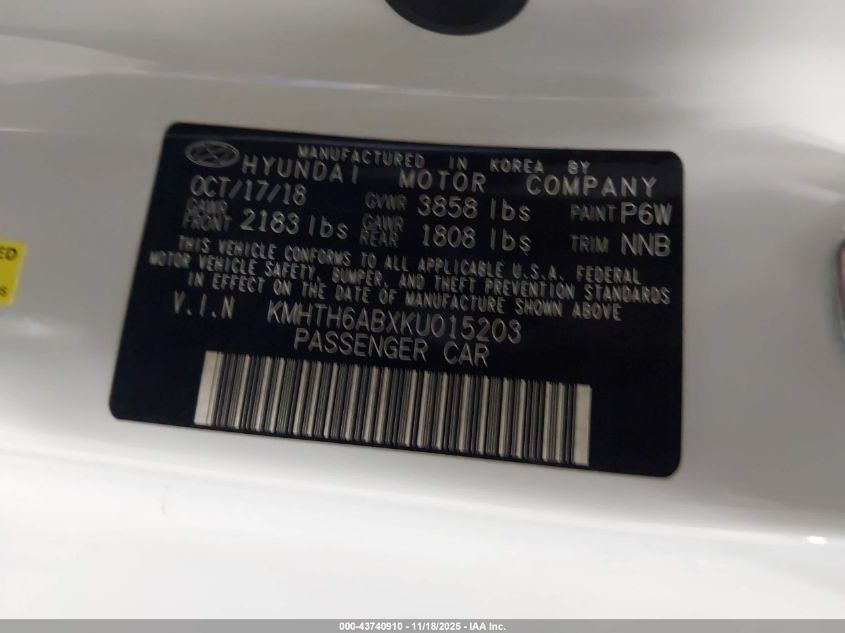 MANUFACTURED IN KOREA BY
HYUNDAI MOTOR COMPANY
OCT/17/18 GVWR 3858 lbs PAINT P6W
GAWR FRONT 2183 lbs GAWR REAR 1808 lbs TRIM NNB
THIS VEHICLE CONFORMS TO ALL APPLICABLE U.S.A. FEDERAL
MOTOR VEHICLE SAFETY, BUMPER, AND THEFT PREVENTION STANDARDS
IN EFFECT ON THE DATE OF MANUFACTURE SHOWN ABOVE
V.I.N KMHTH6ABXKU015203
PASSENGER CAR
000-43740910 - 11/18/2025 - IAA Inc.